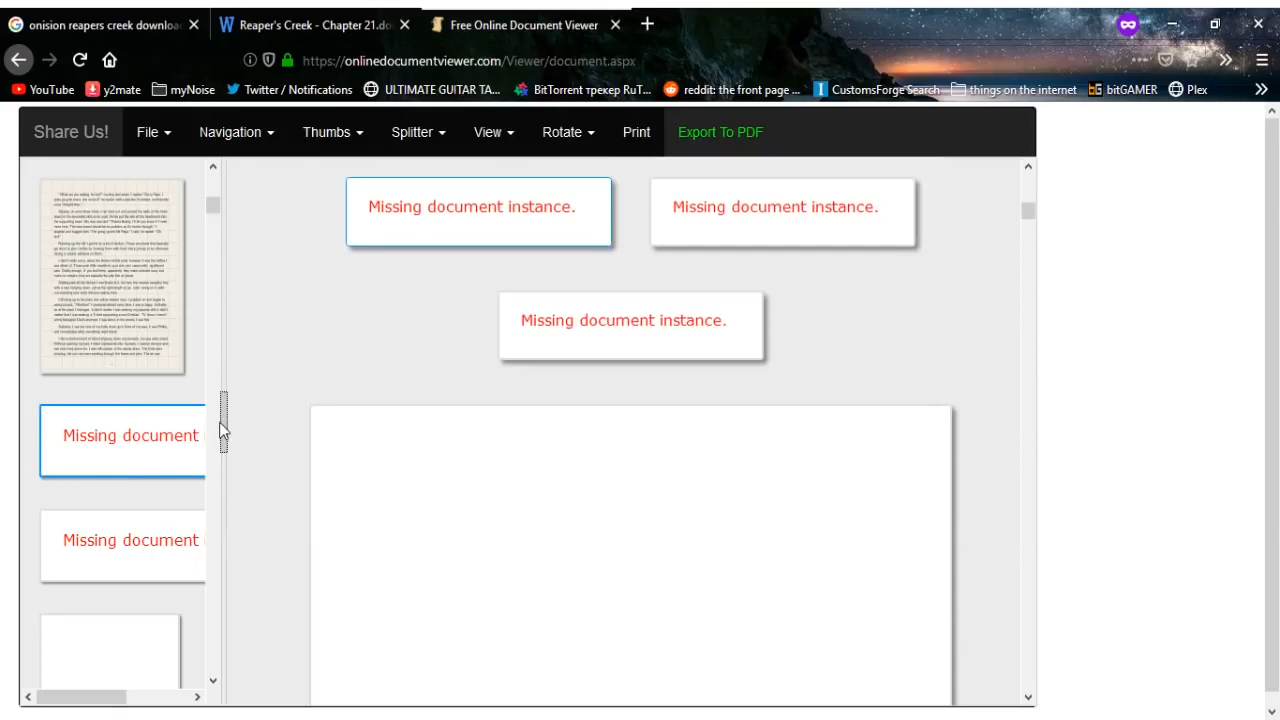 onision reapers creek downloa
Reaper's Creek - Chapter 21.do
Free Online Document Viewer
https://onlinedocumentviewer.com/Viewer/document.aspx
YouTube
y2mate
myNoise
Twitter / Notifications
ULTIMATE GUITAR TA...
BitTorrent трекер RuT...
reddit: the front page ...
CustomsForge Search
things on the internet
bitGAMER
Plex
Share Us!
File
Navigation
Thumbs
Splitter
View
Rotate
Print
Export To PDF
Missing document instance.
Missing document instance.
Missing document instance.
Missing document
Missing document